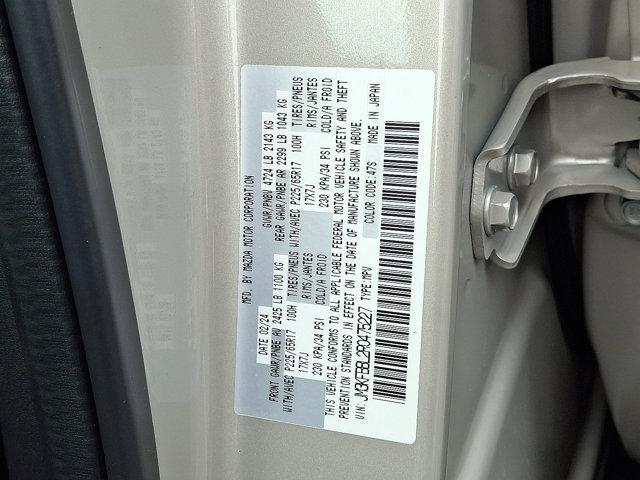 MFD. BY MAZDA MOTOR CORPORATION
DATE 02/24 GVWR/PNBV 4724 LB 2143 KG
FRONT GAWR/PNBE AV 2425 LB 1100 KG REAR GAWR/PNBE AR 2299 LB 1043 KG
WITH/AVEC P225/65R17 100H TIRES/PNEUS WITH/AVEC P225/65R17 100H TIRES/PNEUS
17X7J RIMS/JANTES 17X7J RIMS/JANTES
230 KPA/34 PSI COLD/A FROID 230 KPA/34 PSI COLD/A FROID
THIS VEHICLE CONFORMS TO ALL APPLICABLE FEDERAL MOTOR VEHICLE SAFETY AND THEFT
PREVENTION STANDARDS IN EFFECT ON THE DATE OF MANUFACTURE SHOWN ABOVE.
VIN: JM3KFBBL2R0475227 TYPE:MPV COLOR CODE:47S MADE IN JAPAN